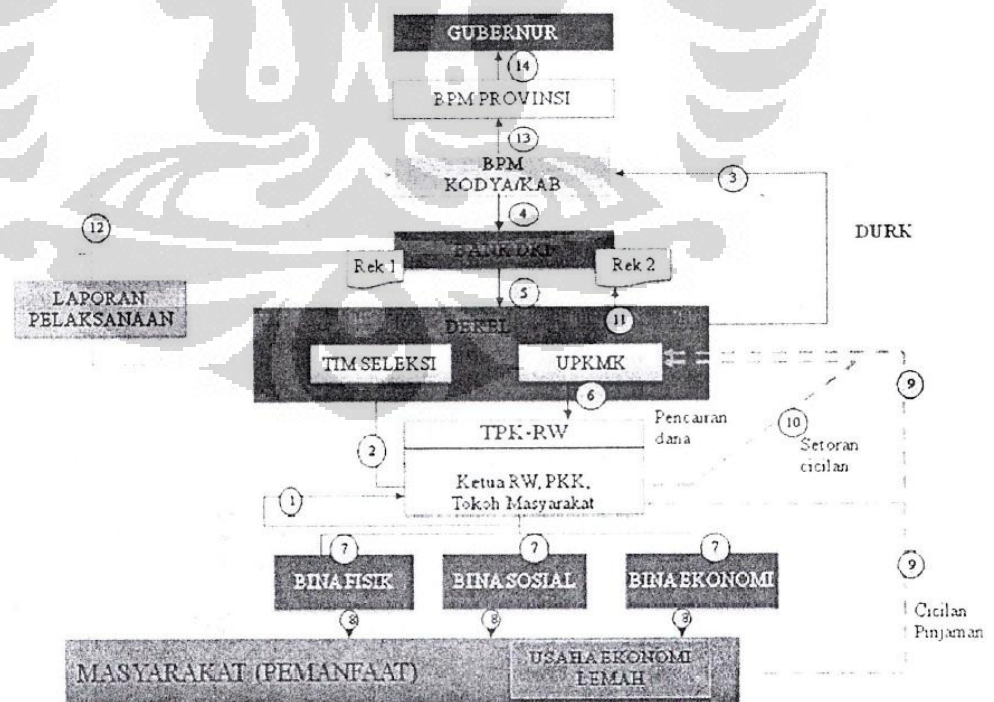 GUBERNUR
14
BPM PROVINSI
13
BPM
KODYA/KAB
3
4
12
DURK
BANK DKI
Rek 1
Rek 2
5
LAPORAN
PELAKSANAAN
DEKEL
11
TIM SELEKSI
UPKMK
9
6
Pencairan
dana
10
TPK-RW
Setoran
cicilan
2
Ketua RW, PKK,
Tokoh Masyarakat
1
7
7
7
9
BINA FISIK
BINA SOSIAL
BINA EKONOMI
8
8
8
Cicilan
Pinjaman
MASYARAKAT (PEMANFAAT)
USAHA EKONOMI
LEMAH